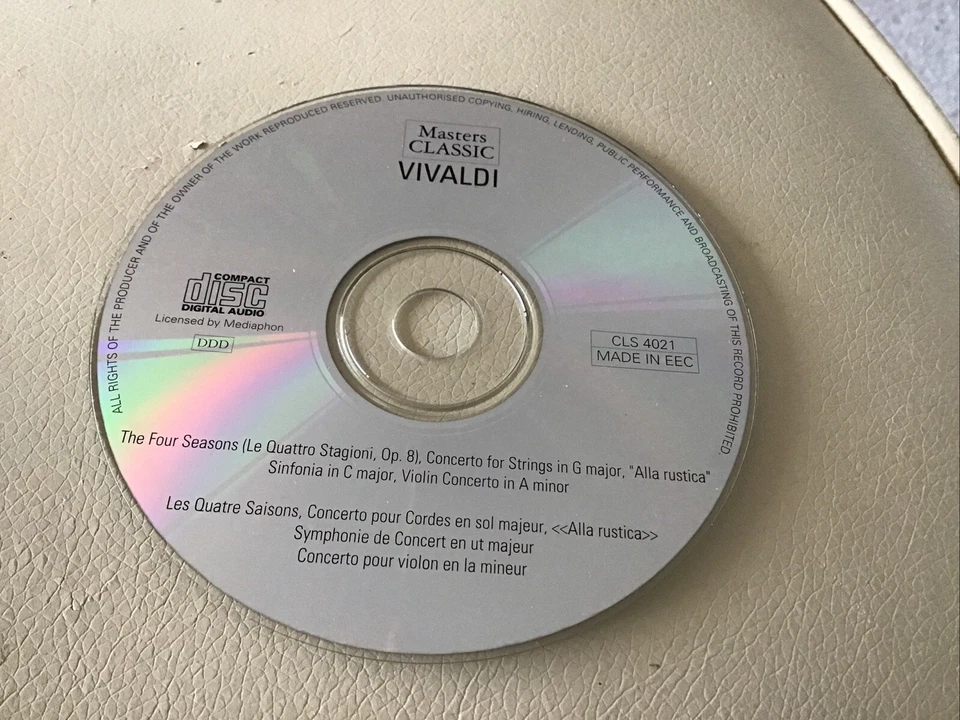 ALL RIGHTS OF THE PRODUCER AND OF THE OWNER OF THE WORK REPRODUCED RESERVED. UNAUTHORISED COPYING, HIRING, LENDING, PUBLIC PERFORMANCE AND BROADCASTING OF THIS RECORD PROHIBITED.
Masters
CLASSIC
VIVALDI
COMPACT
disc
DIGITAL AUDIO
Licensed by Mediaphon
DDD
CLS 4021
MADE IN EEC
The Four Seasons (Le Quattro Stagioni, Op. 8), Concerto for Strings in G major, "Alla rustica"
Sinfonia in C major, Violin Concerto in A minor
Les Quatre Saisons, Concerto pour Cordes en sol majeur, <<Alla rustica>>
Symphonie de Concert en ut majeur
Concerto pour violon en la mineur